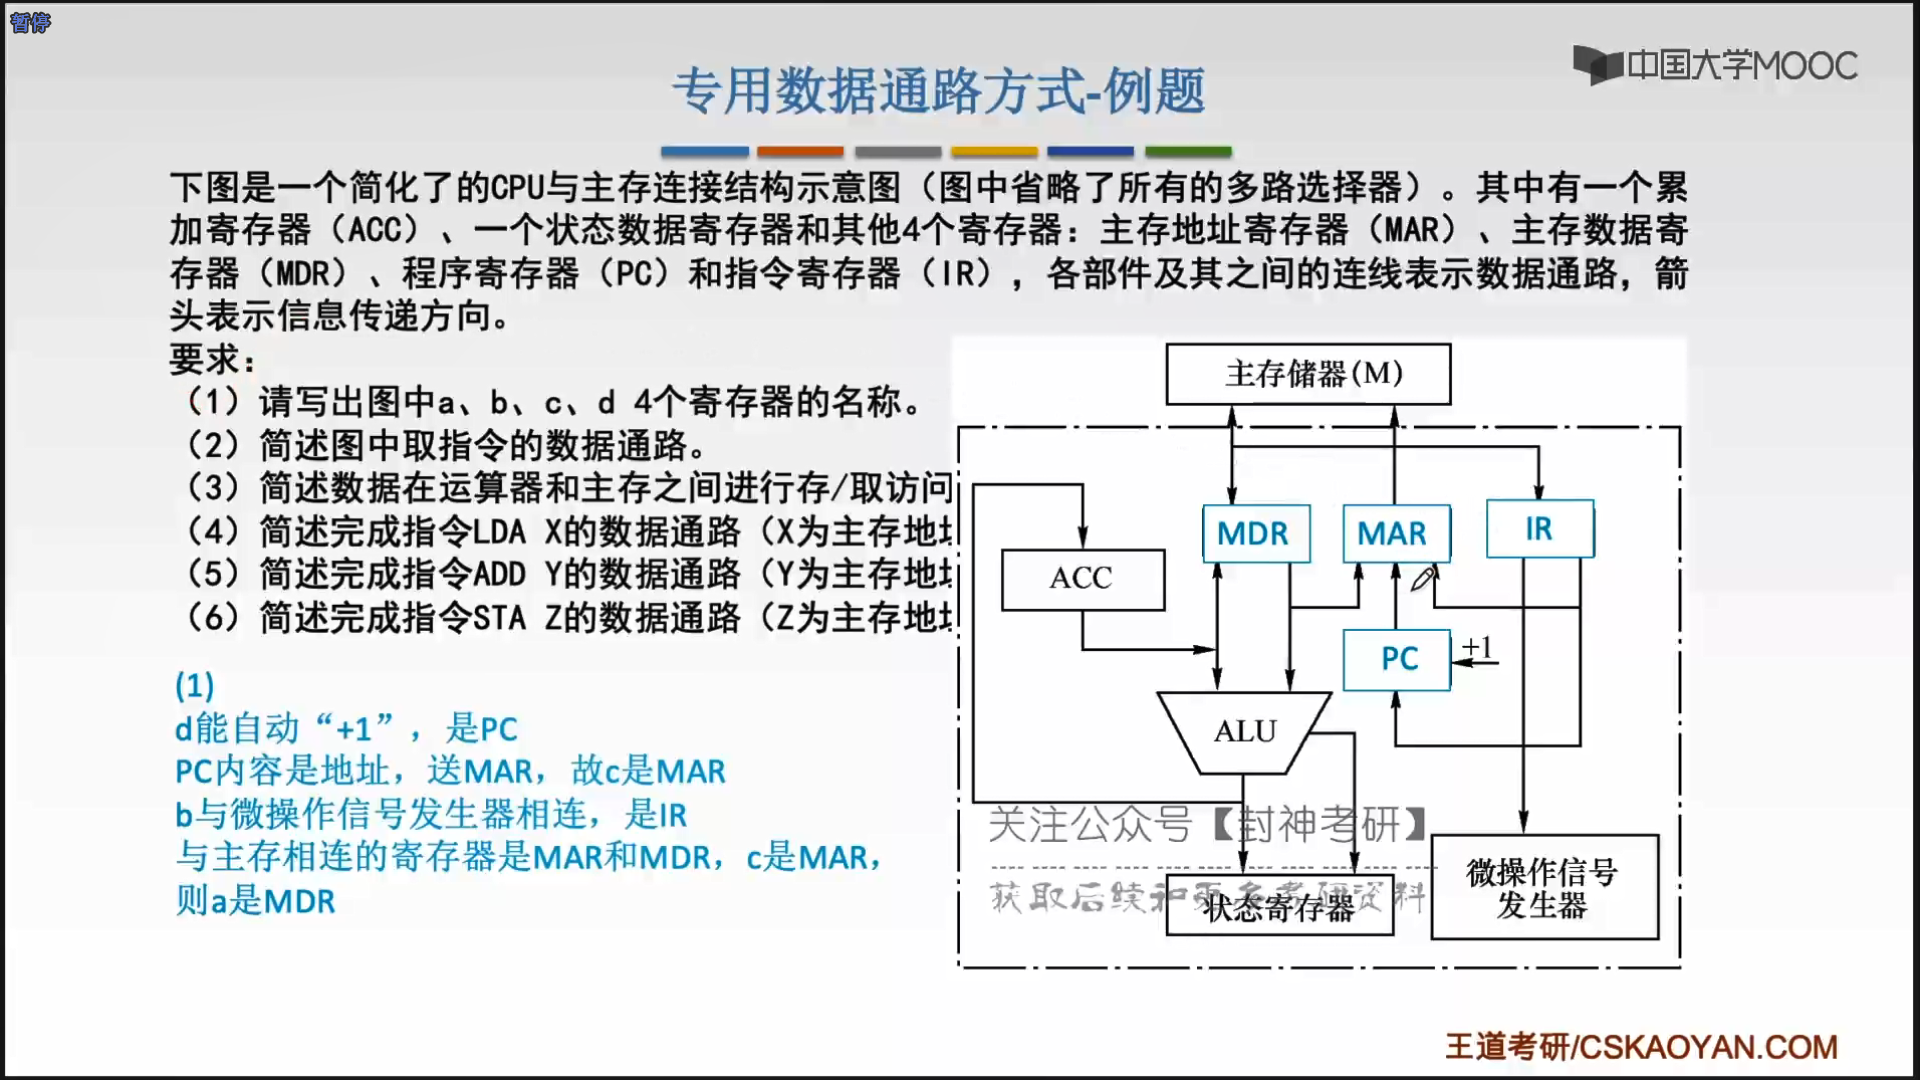 暂停
中国大学MOOC
专用数据通路方式-例题
下图是一个简化了的CPU与主存连接结构示意图（图中省略了所有的多路选择器）。其中有一个累
加寄存器（ACC）、一个状态数据寄存器和其他4个寄存器：主存地址寄存器（MAR）、主存数据寄
存器（MDR）、程序寄存器（PC）和指令寄存器（IR），各部件及其之间的连线表示数据通路，箭
头表示信息传递方向。
要求：
（1）请写出图中a、b、c、d 4个寄存器的名称。
（2）简述图中取指令的数据通路。
（3）简述数据在运算器和主存之间进行存/取访问
（4）简述完成指令LDA X的数据通路（X为主存地
（5）简述完成指令ADD Y的数据通路（Y为主存地
（6）简述完成指令STA Z的数据通路（Z为主存地
(1)
d能自动“+1”，是PC
PC内容是地址，送MAR，故c是MAR
b与微操作信号发生器相连，是IR
与主存相连的寄存器是MAR和MDR，c是MAR，
则a是MDR
主存储器(M)
MDR
MAR
IR
ACC
PC
+1
ALU
关注公众号【封神考研】
获取后续和更多考研资料
状态寄存器
微操作信号
发生器
王道考研/CSKAOYAN.COM